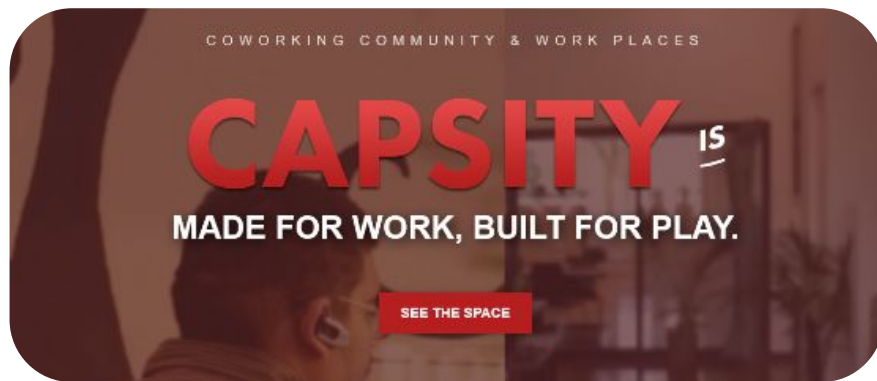 COWORKING COMMUNITY & WORK PLACES
CAPSITY IS
MADE FOR WORK, BUILT FOR PLAY.
SEE THE SPACE